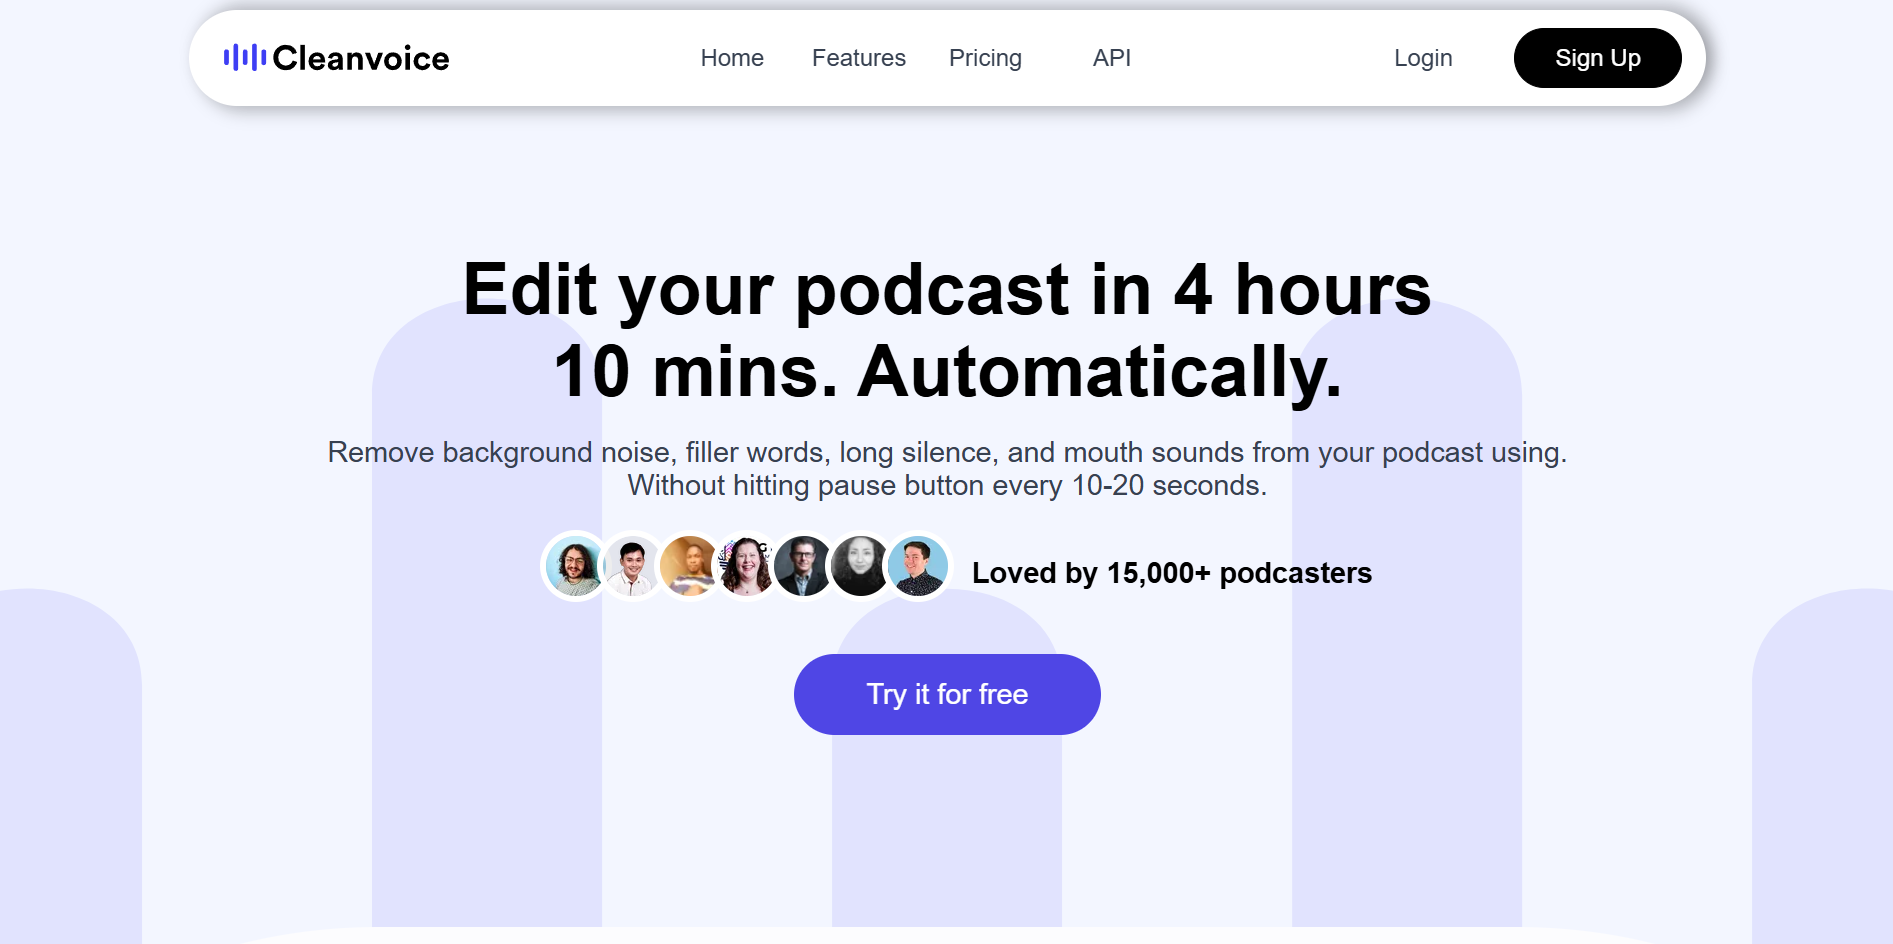 Cleanvoice
Home Features Pricing API Login Sign Up
Edit your podcast in 4 hours
10 mins. Automatically.
Remove background noise, filler words, long silence, and mouth sounds from your podcast using.
Without hitting pause button every 10-20 seconds.
Loved by 15,000+ podcasters
Try it for free